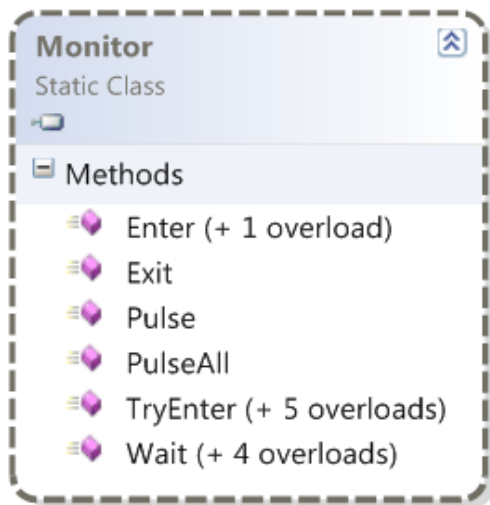 Monitor
Static Class
Methods
Enter (+ 1 overload)
Exit
Pulse
PulseAll
TryEnter (+ 5 overloads)
Wait (+ 4 overloads)